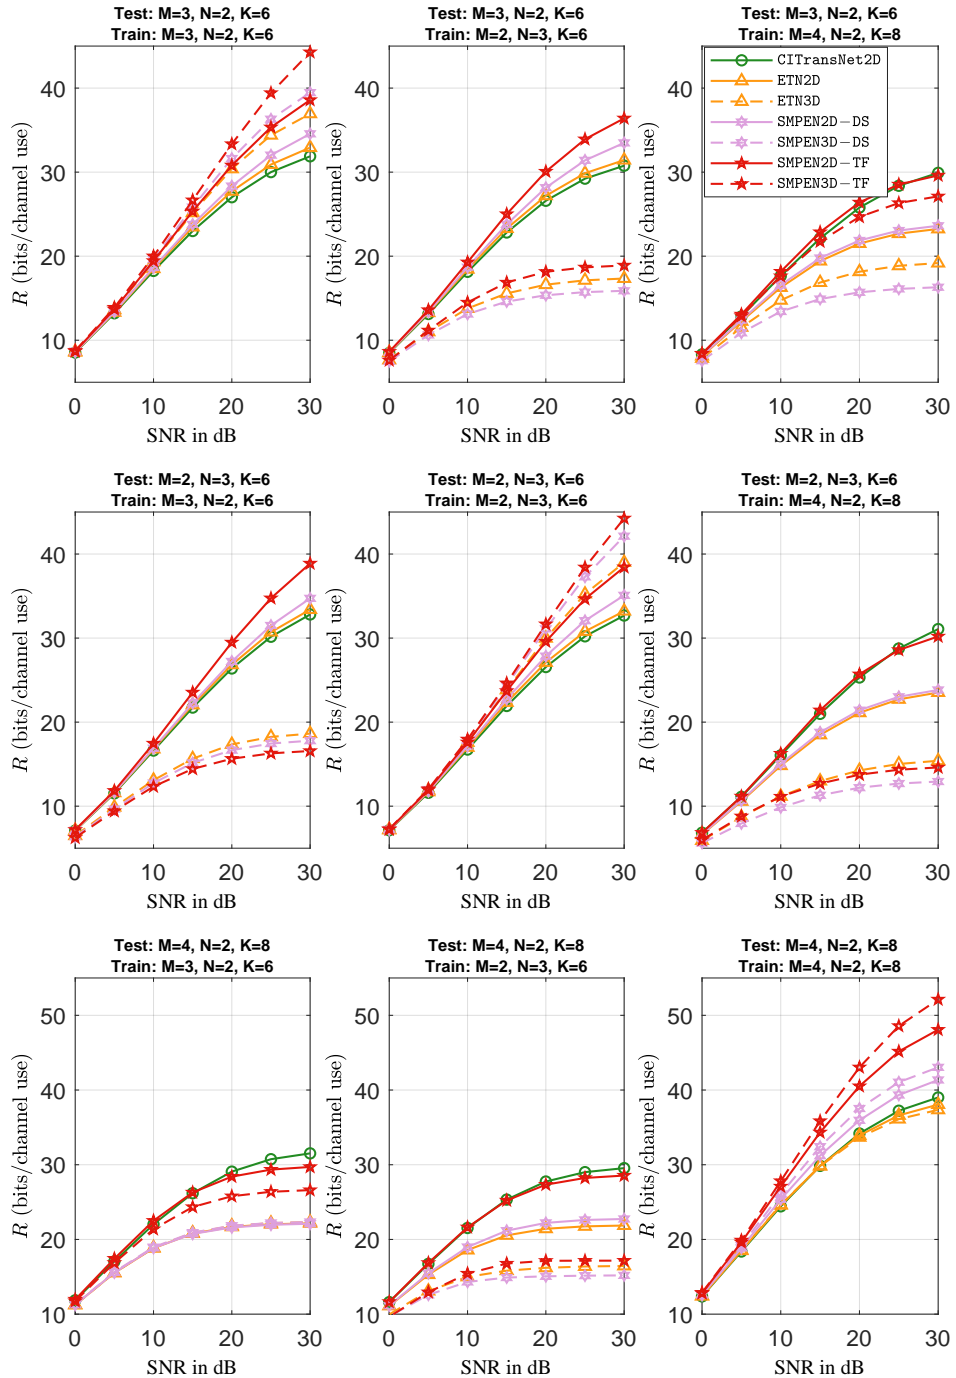 Test: M=3, N=2, K=6
Train: M=3, N=2, K=6
R (bits/channel use)
40
30
20
10
0
10
20
30
SNR in dB
Test: M=3, N=2, K=6
Train: M=2, N=3, K=6
R (bits/channel use)
40
30
20
10
0
10
20
30
SNR in dB
Test: M=3, N=2, K=6
Train: M=4, N=2, K=8
CITransNet2D
ETN2D
ETN3D
SMPEN2D−DS
SMPEN3D−DS
SMPEN2D−TF
SMPEN3D−TF
R (bits/channel use)
40
30
20
10
0
10
20
30
SNR in dB
Test: M=2, N=3, K=6
Train: M=3, N=2, K=6
R (bits/channel use)
40
30
20
10
0
10
20
30
SNR in dB
Test: M=2, N=3, K=6
Train: M=2, N=3, K=6
R (bits/channel use)
40
30
20
10
0
10
20
30
SNR in dB
Test: M=2, N=3, K=6
Train: M=4, N=2, K=8
R (bits/channel use)
40
30
20
10
0
10
20
30
SNR in dB
Test: M=4, N=2, K=8
Train: M=3, N=2, K=6
R (bits/channel use)
50
40
30
20
10
0
10
20
30
SNR in dB
Test: M=4, N=2, K=8
Train: M=2, N=3, K=6
R (bits/channel use)
50
40
30
20
10
0
10
20
30
SNR in dB
Test: M=4, N=2, K=8
Train: M=4, N=2, K=8
R (bits/channel use)
50
40
30
20
10
0
10
20
30
SNR in dB